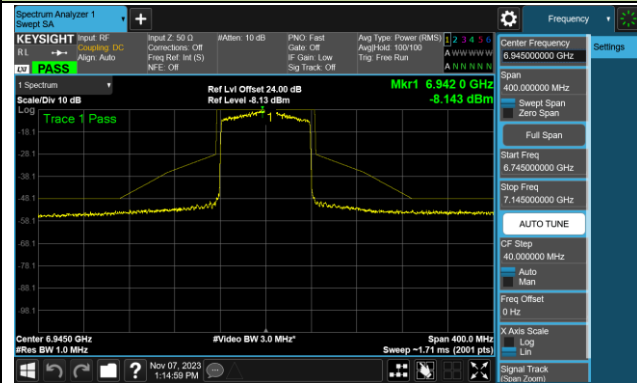 Spectrum Analyzer 1
Swept SA
+
Frequency
KEYSIGHT
RL
PASS
Input: RF
Coupling: DC
Align: Auto
Input Z: 50 Ω
Corrections: Off
Freq Ref: Int (S)
NFE: Off
#Atten: 10 dB
PNO: Fast
Gate: Off
IF Gain: Low
Sig Track: Off
Avg Type: Power (RMS)
Avg|Hold: 100/100
Trig: Free Run
1 2 3 4 5 6
A W W W W W
A N N N N N
1 Spectrum
Scale/Div 10 dB
Log
Ref Lvl Offset 24.00 dB
Ref Level -8.13 dBm
Mkr1 6.942 0 GHz
-8.143 dBm
Trace 1 Pass
1
-18.1
-28.1
-38.1
-48.1
-58.1
-68.1
-78.1
-88.1
-98.1
Center 6.9450 GHz
#Res BW 1.0 MHz
#Video BW 3.0 MHz*
Span 400.0 MHz
Sweep ~1.71 ms (2001 pts)
Center Frequency
6.945000000 GHz
Settings
Span
400.000000 MHz
Swept Span
Zero Span
Full Span
Start Freq
6.745000000 GHz
Stop Freq
7.145000000 GHz
AUTO TUNE
CF Step
40.000000 MHz
Auto
Man
Freq Offset
0 Hz
X Axis Scale
Log
Lin
Signal Track
(Span Zoom)
?
Nov 07, 2023
1:14:59 PM